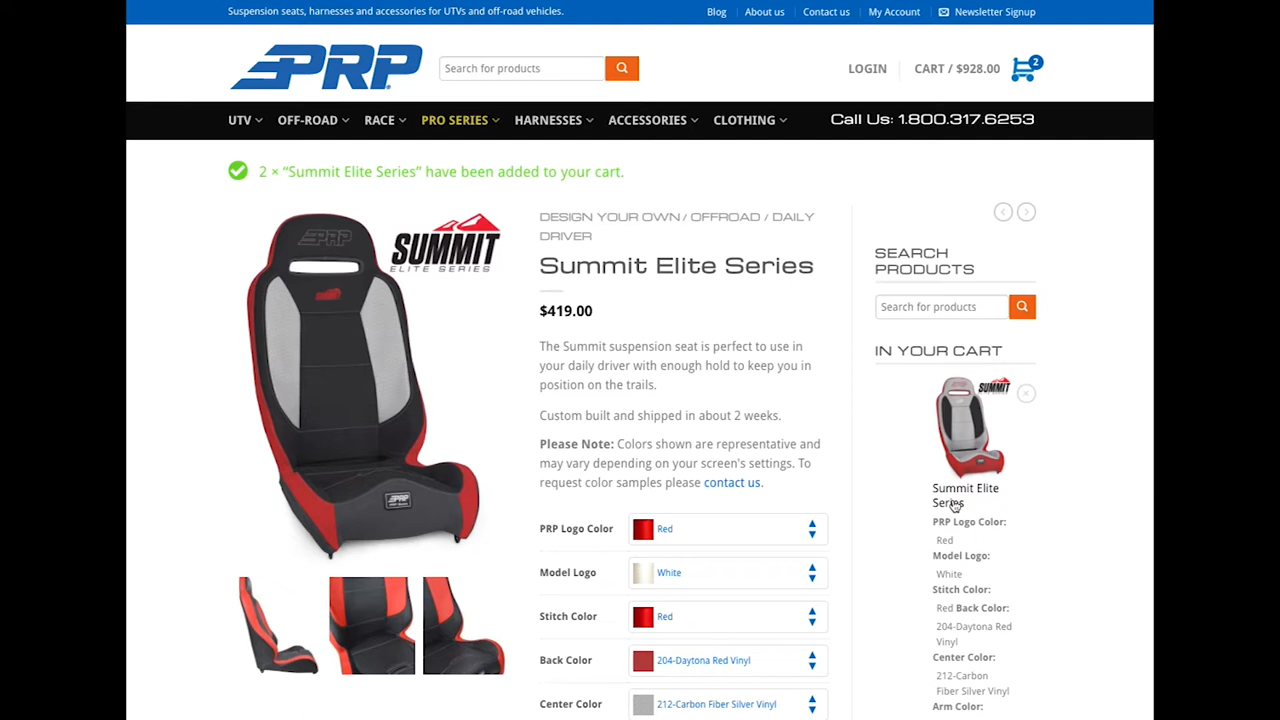 Suspension seats, harnesses and accessories for UTVs and off-road vehicles.
Blog About us Contact us My Account Newsletter Signup
PRP
Search for products
LOGIN CART / $928.00 2
UTV OFF-ROAD RACE PRO SERIES HARNESSES ACCESSORIES CLOTHING Call Us: 1.800.317.6253
2 × “Summit Elite Series” have been added to your cart.
PRP
SUMMIT
ELITE SERIES
PRP
DESIGN YOUR OWN / OFFROAD / DAILY
DRIVER
Summit Elite Series
$419.00
The Summit suspension seat is perfect to use in
your daily driver with enough hold to keep you in
position on the trails.
Custom built and shipped in about 2 weeks.
Please Note: Colors shown are representative and
may vary depending on your screen's settings. To
request color samples please contact us.
PRP Logo Color Red
Model Logo White
Stitch Color Red
Back Color 204-Daytona Red Vinyl
Center Color 212-Carbon Fiber Silver Vinyl
SEARCH
PRODUCTS
Search for products
IN YOUR CART
SUMMIT
Summit Elite
Series
PRP Logo Color:
Red
Model Logo:
White
Stitch Color:
Red Back Color:
204-Daytona Red
Vinyl
Center Color:
212-Carbon
Fiber Silver Vinyl
Arm Color: